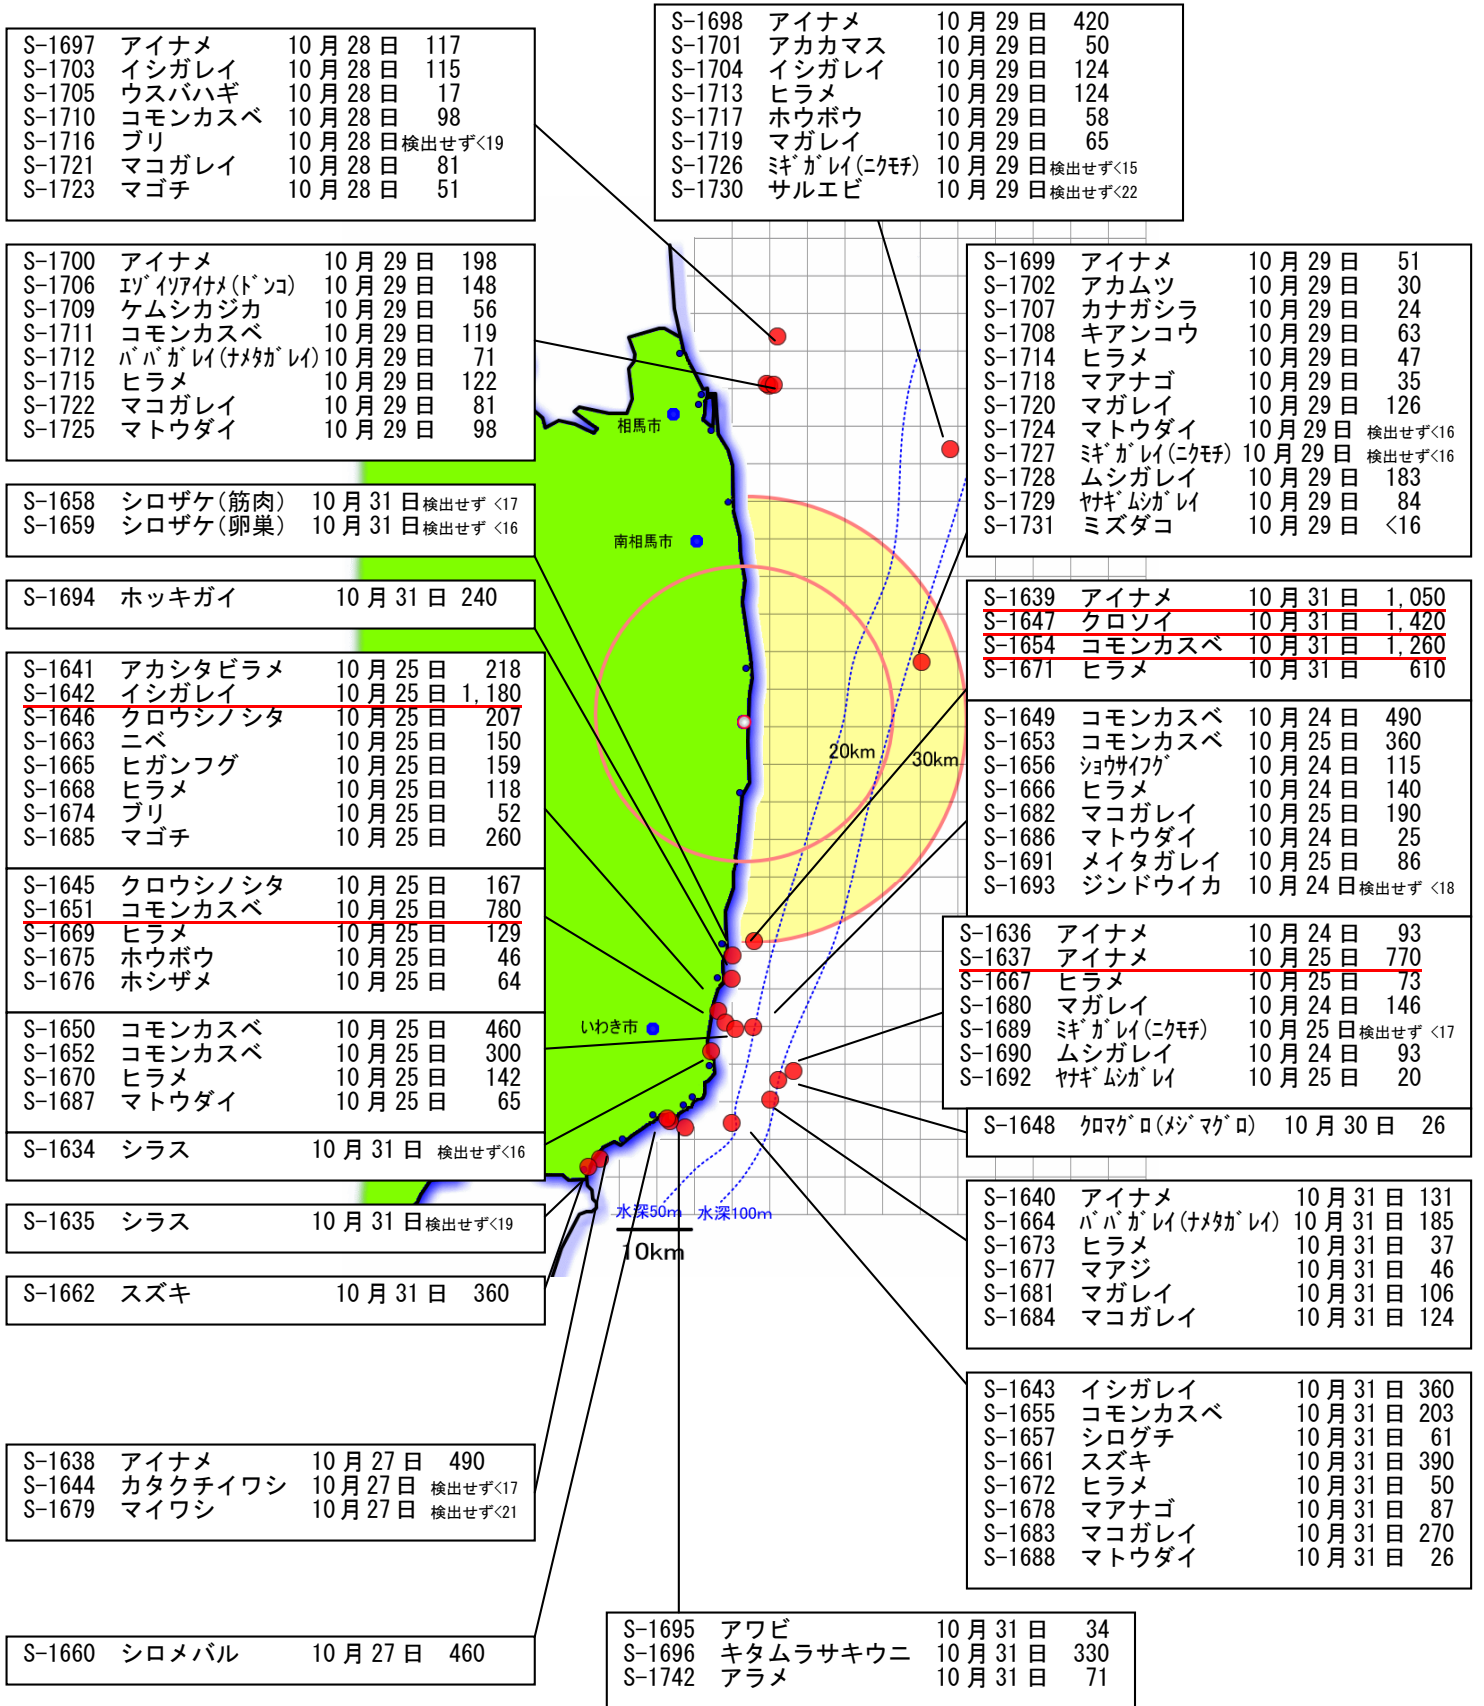 S-1697 アイナメ 10月28日 117
S-1703 イシガレイ 10月28日 115
S-1705 ウスバハギ 10月28日 17
S-1710 コモンカスベ 10月28日 98
S-1716 ブリ 10月28日 検出せず<19
S-1721 マコガレイ 10月28日 81
S-1723 マゴチ 10月28日 51
S-1698 アイナメ 10月29日 420
S-1701 アカカマス 10月29日 50
S-1704 イシガレイ 10月29日 124
S-1713 ヒラメ 10月29日 124
S-1717 ホウボウ 10月29日 58
S-1719 マガレイ 10月29日 65
S-1726 ミギガレイ(ニクモチ) 10月29日 検出せず<15
S-1730 サルエビ 10月29日 検出せず<22
S-1700 アイナメ 10月29日 198
S-1706 エゾイソアイナメ(ドンコ) 10月29日 148
S-1709 ケムシカジカ 10月29日 56
S-1711 コモンカスベ 10月29日 119
S-1712 ババガレイ(ナメタガレイ) 10月29日 71
S-1715 ヒラメ 10月29日 122
S-1722 マコガレイ 10月29日 81
S-1725 マトウダイ 10月29日 98
S-1699 アイナメ 10月29日 51
S-1702 アカムツ 10月29日 30
S-1707 カナガシラ 10月29日 24
S-1708 キアンコウ 10月29日 63
S-1714 ヒラメ 10月29日 47
S-1718 マアナゴ 10月29日 35
S-1720 マガレイ 10月29日 126
S-1724 マトウダイ 10月29日 検出せず<16
S-1727 ミギガレイ(ニクモチ) 10月29日 検出せず<16
S-1728 ムシガレイ 10月29日 183
S-1729 ヤナギムシガレイ 10月29日 84
S-1731 ミズダコ 10月29日 <16
S-1658 シロザケ(筋肉) 10月31日 検出せず <17
S-1659 シロザケ(卵巣) 10月31日 検出せず <16
S-1694 ホッキガイ 10月31日 240
S-1639 アイナメ 10月31日 1,050
S-1647 クロソイ 10月31日 1,420
S-1654 コモンカスベ 10月31日 1,260
S-1671 ヒラメ 10月31日 610
S-1641 アカシタビラメ 10月25日 218
S-1642 イシガレイ 10月25日 1,180
S-1646 クロウシノシタ 10月25日 207
S-1663 ニベ 10月25日 150
S-1665 ヒガンフグ 10月25日 159
S-1668 ヒラメ 10月25日 118
S-1674 ブリ 10月25日 52
S-1685 マゴチ 10月25日 260
S-1649 コモンカスベ 10月24日 490
S-1653 コモンカスベ 10月25日 360
S-1656 ショウサイフグ 10月24日 115
S-1666 ヒラメ 10月24日 140
S-1682 マコガレイ 10月25日 190
S-1686 マトウダイ 10月24日 25
S-1691 メイタガレイ 10月25日 86
S-1693 ジンドウイカ 10月24日 検出せず <18
S-1645 クロウシノシタ 10月25日 167
S-1651 コモンカスベ 10月25日 780
S-1669 ヒラメ 10月25日 129
S-1675 ホウボウ 10月25日 46
S-1676 ホシザメ 10月25日 64
S-1636 アイナメ 10月24日 93
S-1637 アイナメ 10月25日 770
S-1667 ヒラメ 10月25日 73
S-1680 マガレイ 10月24日 146
S-1689 ミギガレイ(ニクモチ) 10月25日 検出せず <17
S-1690 ムシガレイ 10月24日 93
S-1692 ヤナギムシガレイ 10月25日 20
S-1650 コモンカスベ 10月25日 460
S-1652 コモンカスベ 10月25日 300
S-1670 ヒラメ 10月25日 142
S-1687 マトウダイ 10月25日 65
S-1634 シラス 10月31日 検出せず<16
S-1648 クロマグロ(メジマグロ) 10月30日 26
S-1635 シラス 10月31日 検出せず<19
S-1662 スズキ 10月31日 360
S-1640 アイナメ 10月31日 131
S-1664 ババガレイ(ナメタガレイ) 10月31日 185
S-1673 ヒラメ 10月31日 37
S-1677 マアジ 10月31日 46
S-1681 マガレイ 10月31日 106
S-1684 マコガレイ 10月31日 124
S-1643 イシガレイ 10月31日 360
S-1655 コモンカスベ 10月31日 203
S-1657 シログチ 10月31日 61
S-1661 スズキ 10月31日 390
S-1672 ヒラメ 10月31日 50
S-1678 マアナゴ 10月31日 87
S-1683 マコガレイ 10月31日 270
S-1688 マトウダイ 10月31日 26
S-1638 アイナメ 10月27日 490
S-1644 カタクチイワシ 10月27日 検出せず<17
S-1679 マイワシ 10月27日 検出せず<21
S-1660 シロメバル 10月27日 460
S-1695 アワビ 10月31日 34
S-1696 キタムラサキウニ 10月31日 330
S-1742 アラメ 10月31日 71
相馬市
南相馬市
20km
30km
いわき市
水深50m
水深100m
10km